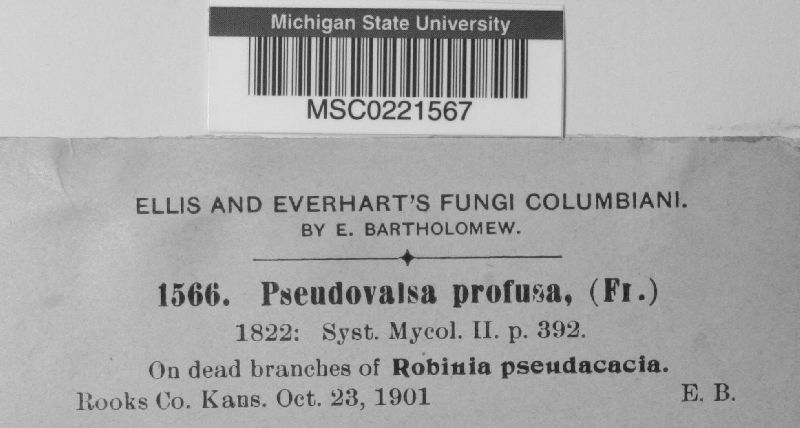 Michigan State University
MSC0221567
ELLIS AND EVERHART'S FUNGI COLUMBIANI.
BY E. BARTHOLOMEW.
1566. Pseudovalsa profusa, (Fr.)
1822: Syst. Mycol. II. p. 392.
On dead branches of Robinia pseudacacia.
Rooks Co. Kans. Oct. 23, 1901 E. B.